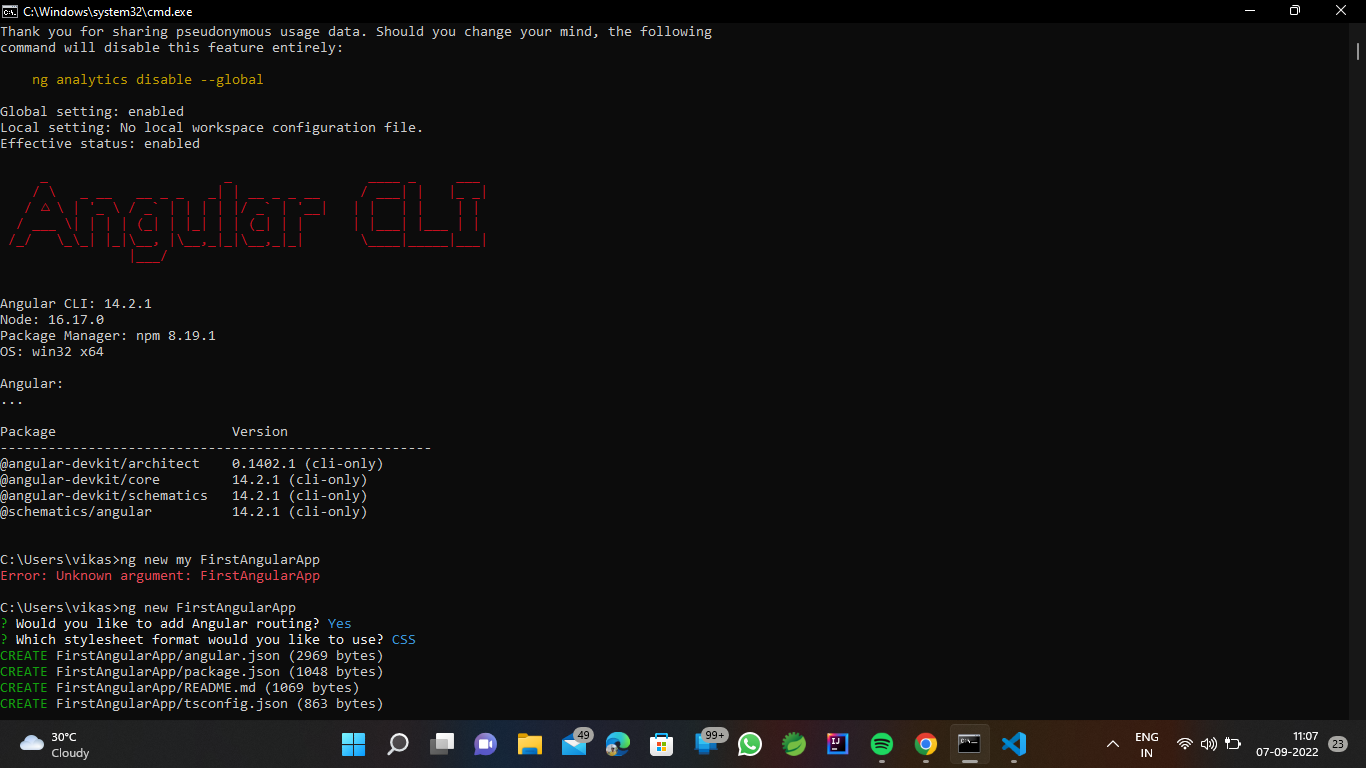 C:\Windows\system32\cmd.exe
Thank you for sharing pseudonymous usage data. Should you change your mind, the following
command will disable this feature entirely:
ng analytics disable --global
Global setting: enabled
Local setting: No local workspace configuration file.
Effective status: enabled
Angular CLI
Angular CLI: 14.2.1
Node: 16.17.0
Package Manager: npm 8.19.1
OS: win32 x64
Angular:
...
Package Version
------------------------------------------------------
@angular-devkit/architect 0.1402.1 (cli-only)
@angular-devkit/core 14.2.1 (cli-only)
@angular-devkit/schematics 14.2.1 (cli-only)
@schematics/angular 14.2.1 (cli-only)
C:\Users\vikas>ng new my FirstAngularApp
Error: Unknown argument: FirstAngularApp
C:\Users\vikas>ng new FirstAngularApp
? Would you like to add Angular routing? Yes
? Which stylesheet format would you like to use? CSS
CREATE FirstAngularApp/angular.json (2969 bytes)
CREATE FirstAngularApp/package.json (1048 bytes)
CREATE FirstAngularApp/README.md (1069 bytes)
CREATE FirstAngularApp/tsconfig.json (863 bytes)
30°C
Cloudy
49
99+
ENG
IN
11:07
07-09-2022
23